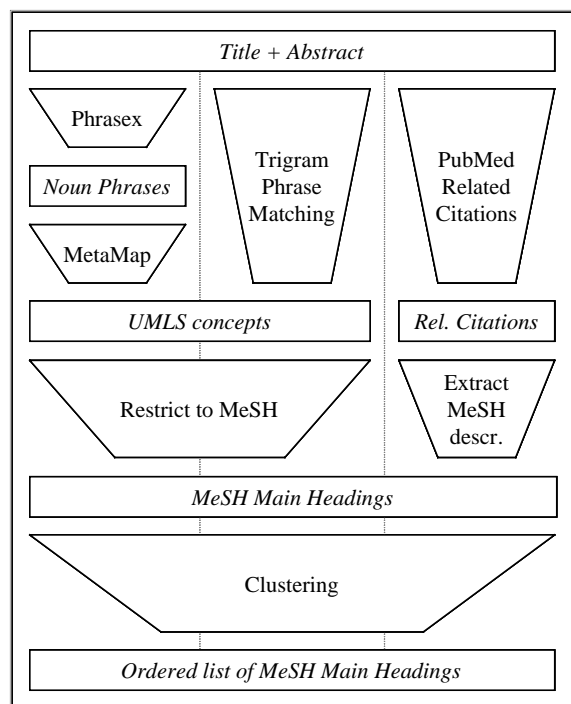 Title + Abstract
Phrasex
Noun Phrases
MetaMap
Trigram
Phrase
Matching
PubMed
Related
Citations
UMLS concepts
Rel. Citations
Restrict to MeSH
Extract
MeSH
descr.
MeSH Main Headings
Clustering
Ordered list of MeSH Main Headings